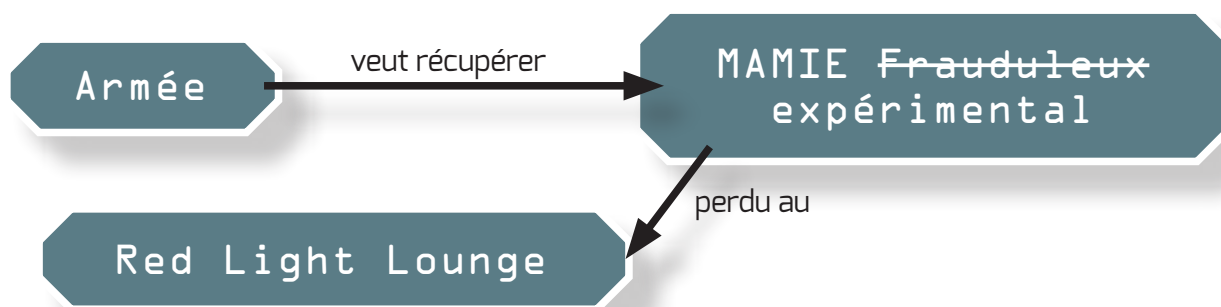 Armée
veut récupérer
MAMIE Frauduleux
expérimental
perdu au
Red Light Lounge